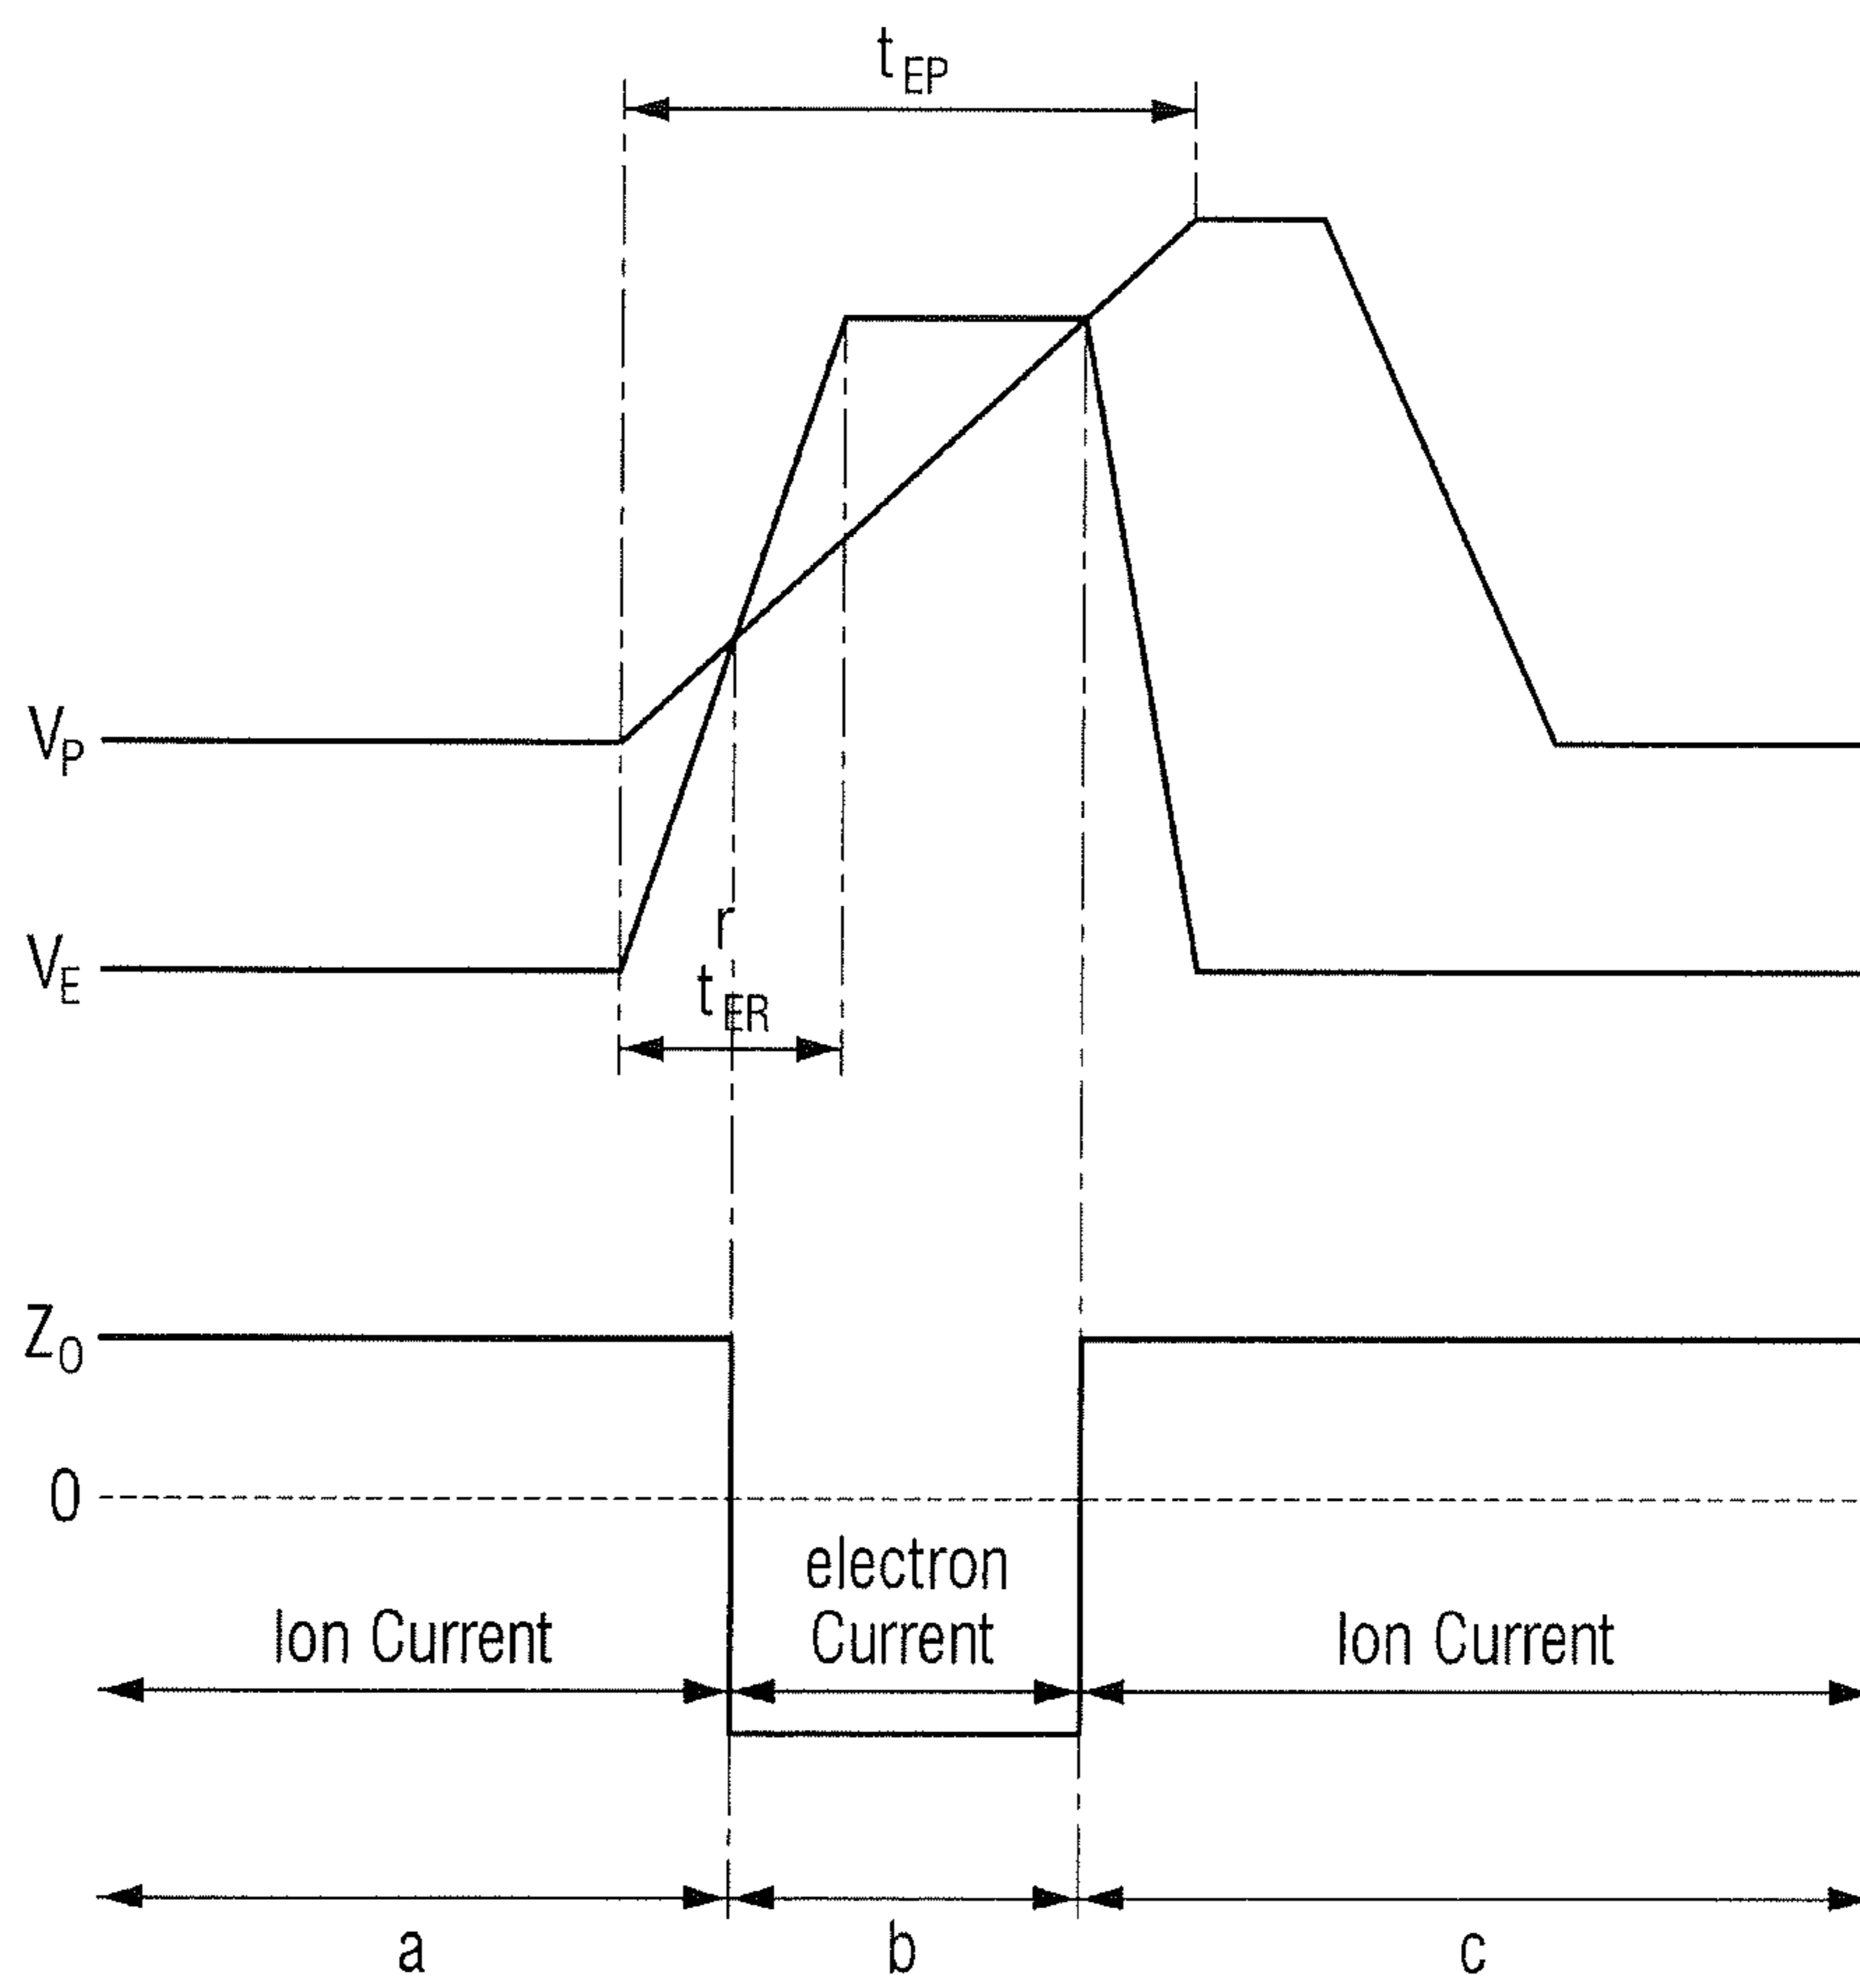 tEP
VP
VE
r
tER
ZO
0
electron
Current
Ion Current
Ion Current
a
b
c